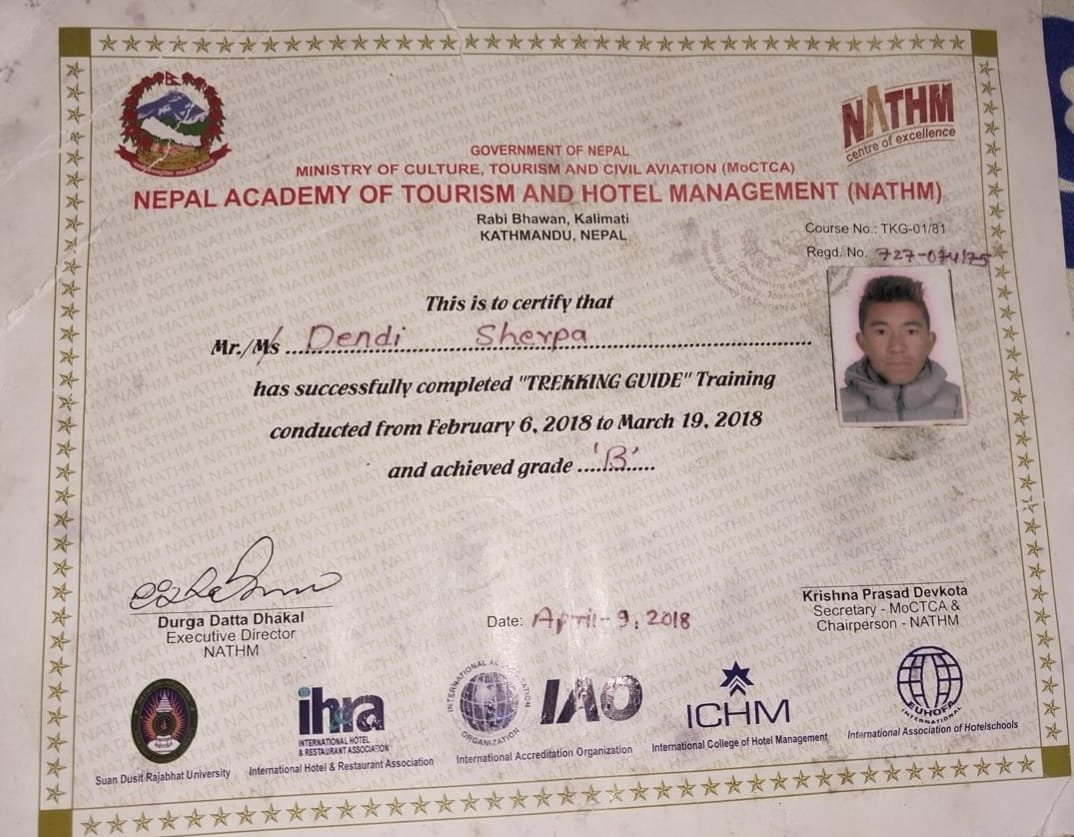 NATHM
centre of excellence
GOVERNMENT OF NEPAL
MINISTRY OF CULTURE, TOURISM AND CIVIL AVIATION (MoCTCA)
NEPAL ACADEMY OF TOURISM AND HOTEL MANAGEMENT (NATHM)
Rabi Bhawan, Kalimati
KATHMANDU, NEPAL
Course No.: TKG-01/81
Regd. No. 727-074/75
This is to certify that
Mr./Ms Dendi Sherpa
has successfully completed "TREKKING GUIDE" Training
conducted from February 6, 2018 to March 19, 2018
and achieved grade 'B'
Durga Datta Dhakal
Executive Director
NATHM
Date: April-9, 2018
Krishna Prasad Devkota
Secretary - MoCTCA &
Chairperson - NATHM
Suan Dusit Rajabhat University
ihra
INTERNATIONAL HOTEL
& RESTAURANT ASSOCIATION
International Hotel & Restaurant Association
INTERNATIONAL ACCREDITATION ORGANIZATION
IAO
International Accreditation Organization
ICHM
International College of Hotel Management
EUHOFA
INTERNATIONAL
International Association of Hotelschools